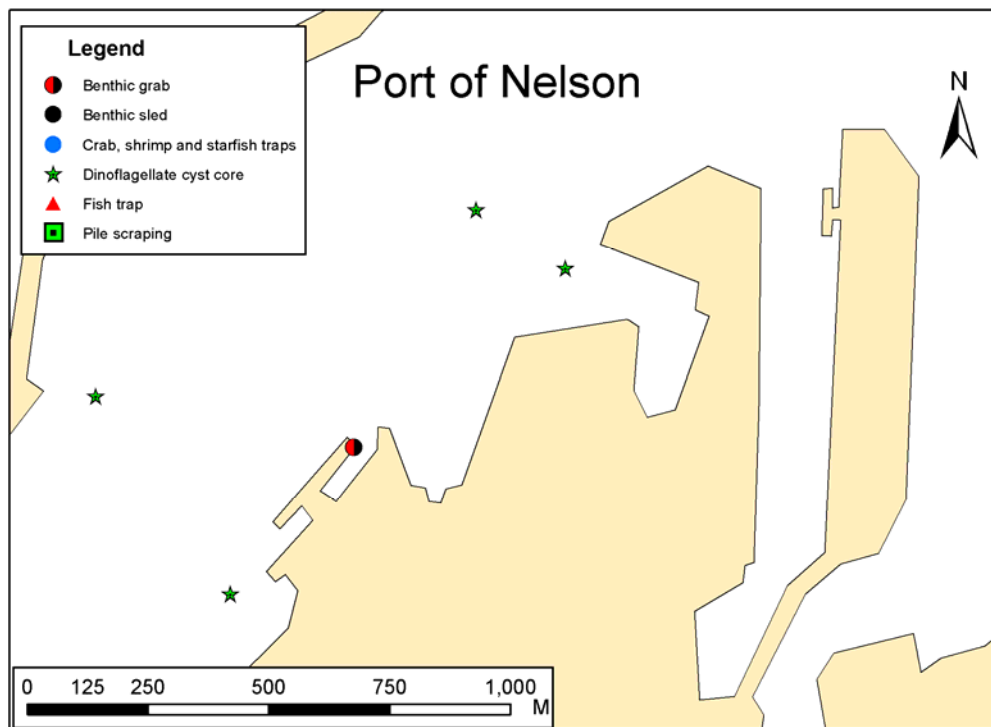 Legend
Benthic grab
Benthic sled
Crab, shrimp and starfish traps
Dinoflagellate cyst core
Fish trap
Pile scraping
Port of Nelson
N
0 125 250 500 750 1,000
M